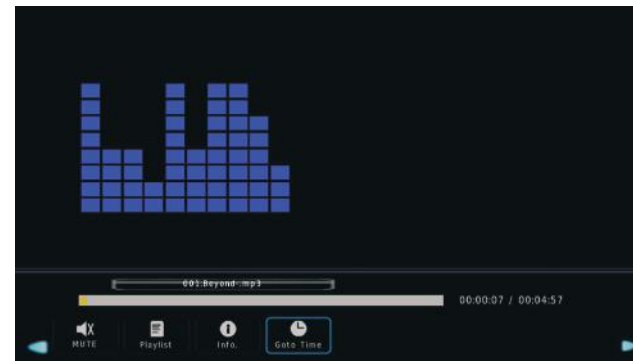 001.Beyond-.mp3
00:00:07 / 00:04:57
MUTE
Playlist
Info.
Goto Time